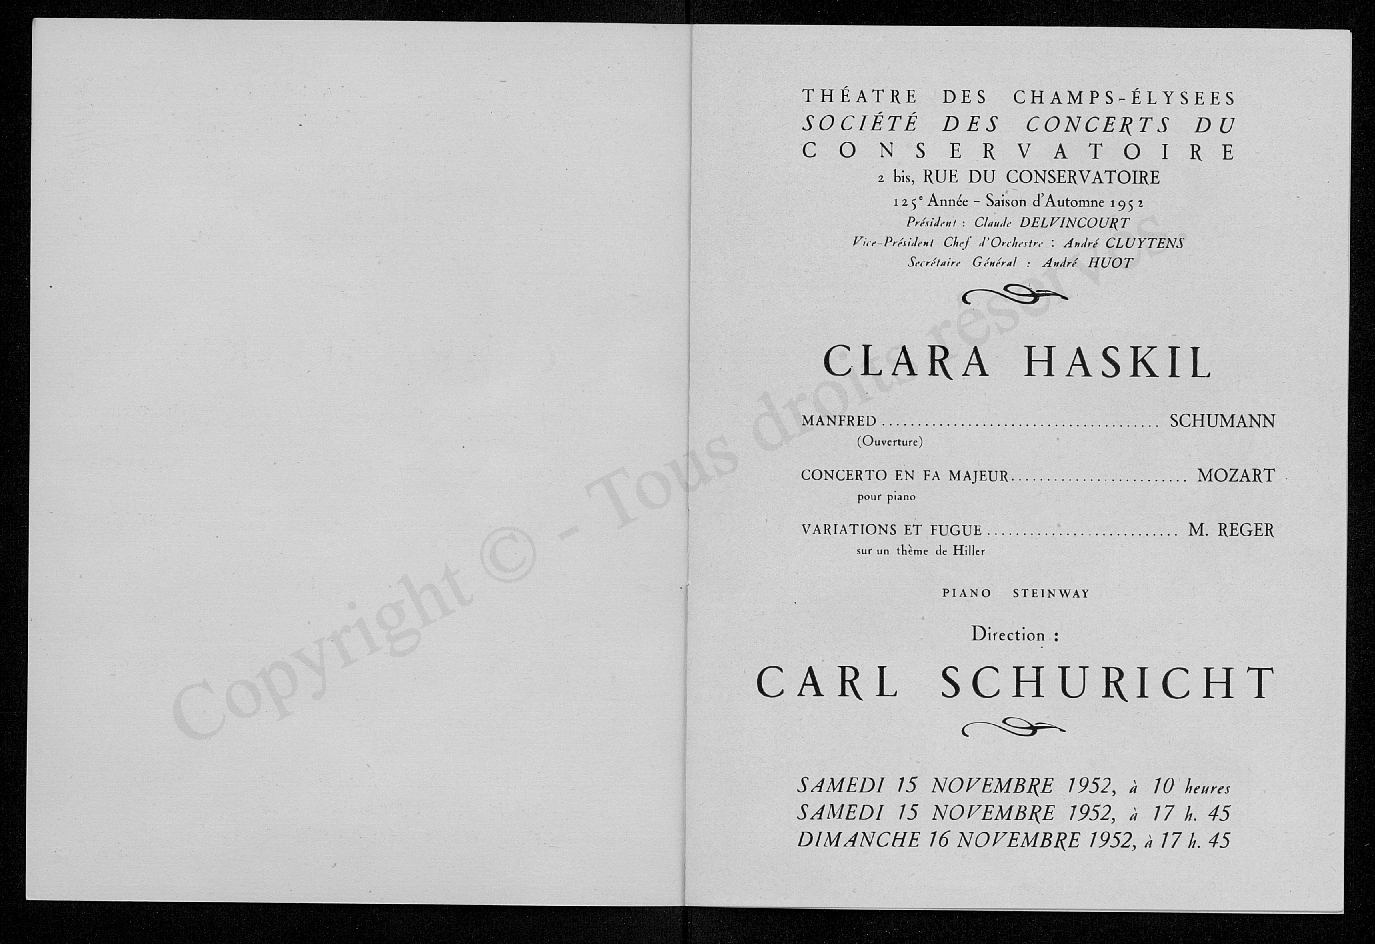 THÉATRE DES CHAMPS-ÉLYSEES
SOCIÉTÉ DES CONCERTS DU
CONSERVATOIRE
2 bis, RUE DU CONSERVATOIRE
125e Année - Saison d'Automne 1952
Président : Claude DELVINCOURT
Vice-Président Chef d'Orchestre : André CLUYTENS
Secrétaire Général : André HUOT
CLARA HASKIL
MANFRED ...................................... SCHUMANN
(Ouverture)
CONCERTO EN FA MAJEUR........................ MOZART
pour piano
VARIATIONS ET FUGUE .......................... M. REGER
sur un thème de Hiller
PIANO STEINWAY
Direction :
CARL SCHURICHT
SAMEDI 15 NOVEMBRE 1952, à 10 heures
SAMEDI 15 NOVEMBRE 1952, à 17 h. 45
DIMANCHE 16 NOVEMBRE 1952, à 17 h. 45
Copyright © - Tous droits réservés.